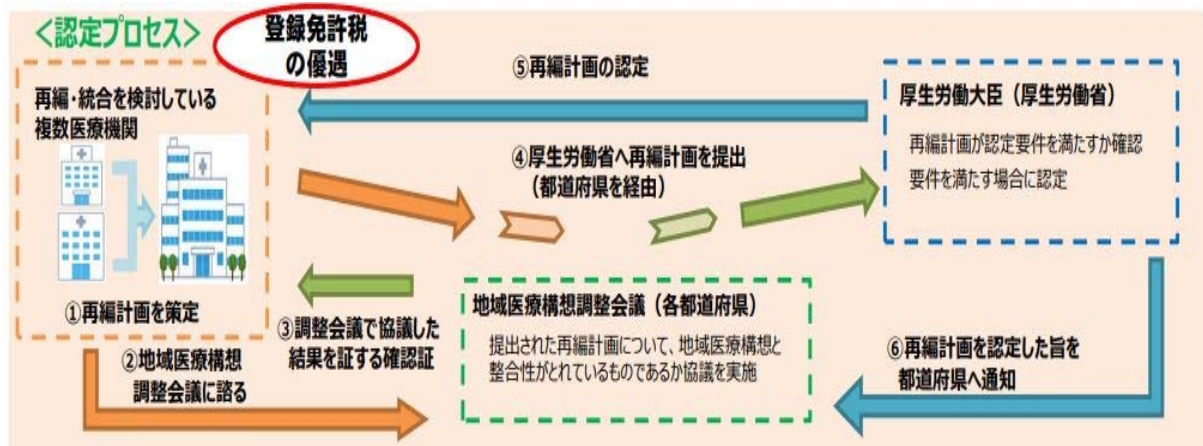 ＜認定プロセス＞
登録免許税
の優遇
再編・統合を検討している
複数医療機関
①再編計画を策定
②地域医療構想
調整会議に諮る
③調整会議で協議した
結果を証する確認証
④厚生労働省へ再編計画を提出
（都道府県を経由）
⑤再編計画の認定
厚生労働大臣（厚生労働省）
再編計画が認定要件を満たすか確認
要件を満たす場合に認定
地域医療構想調整会議（各都道府県）
提出された再編計画について、地域医療構想と
整合性がとれているものであるか協議を実施
⑥再編計画を認定した旨を
都道府県へ通知